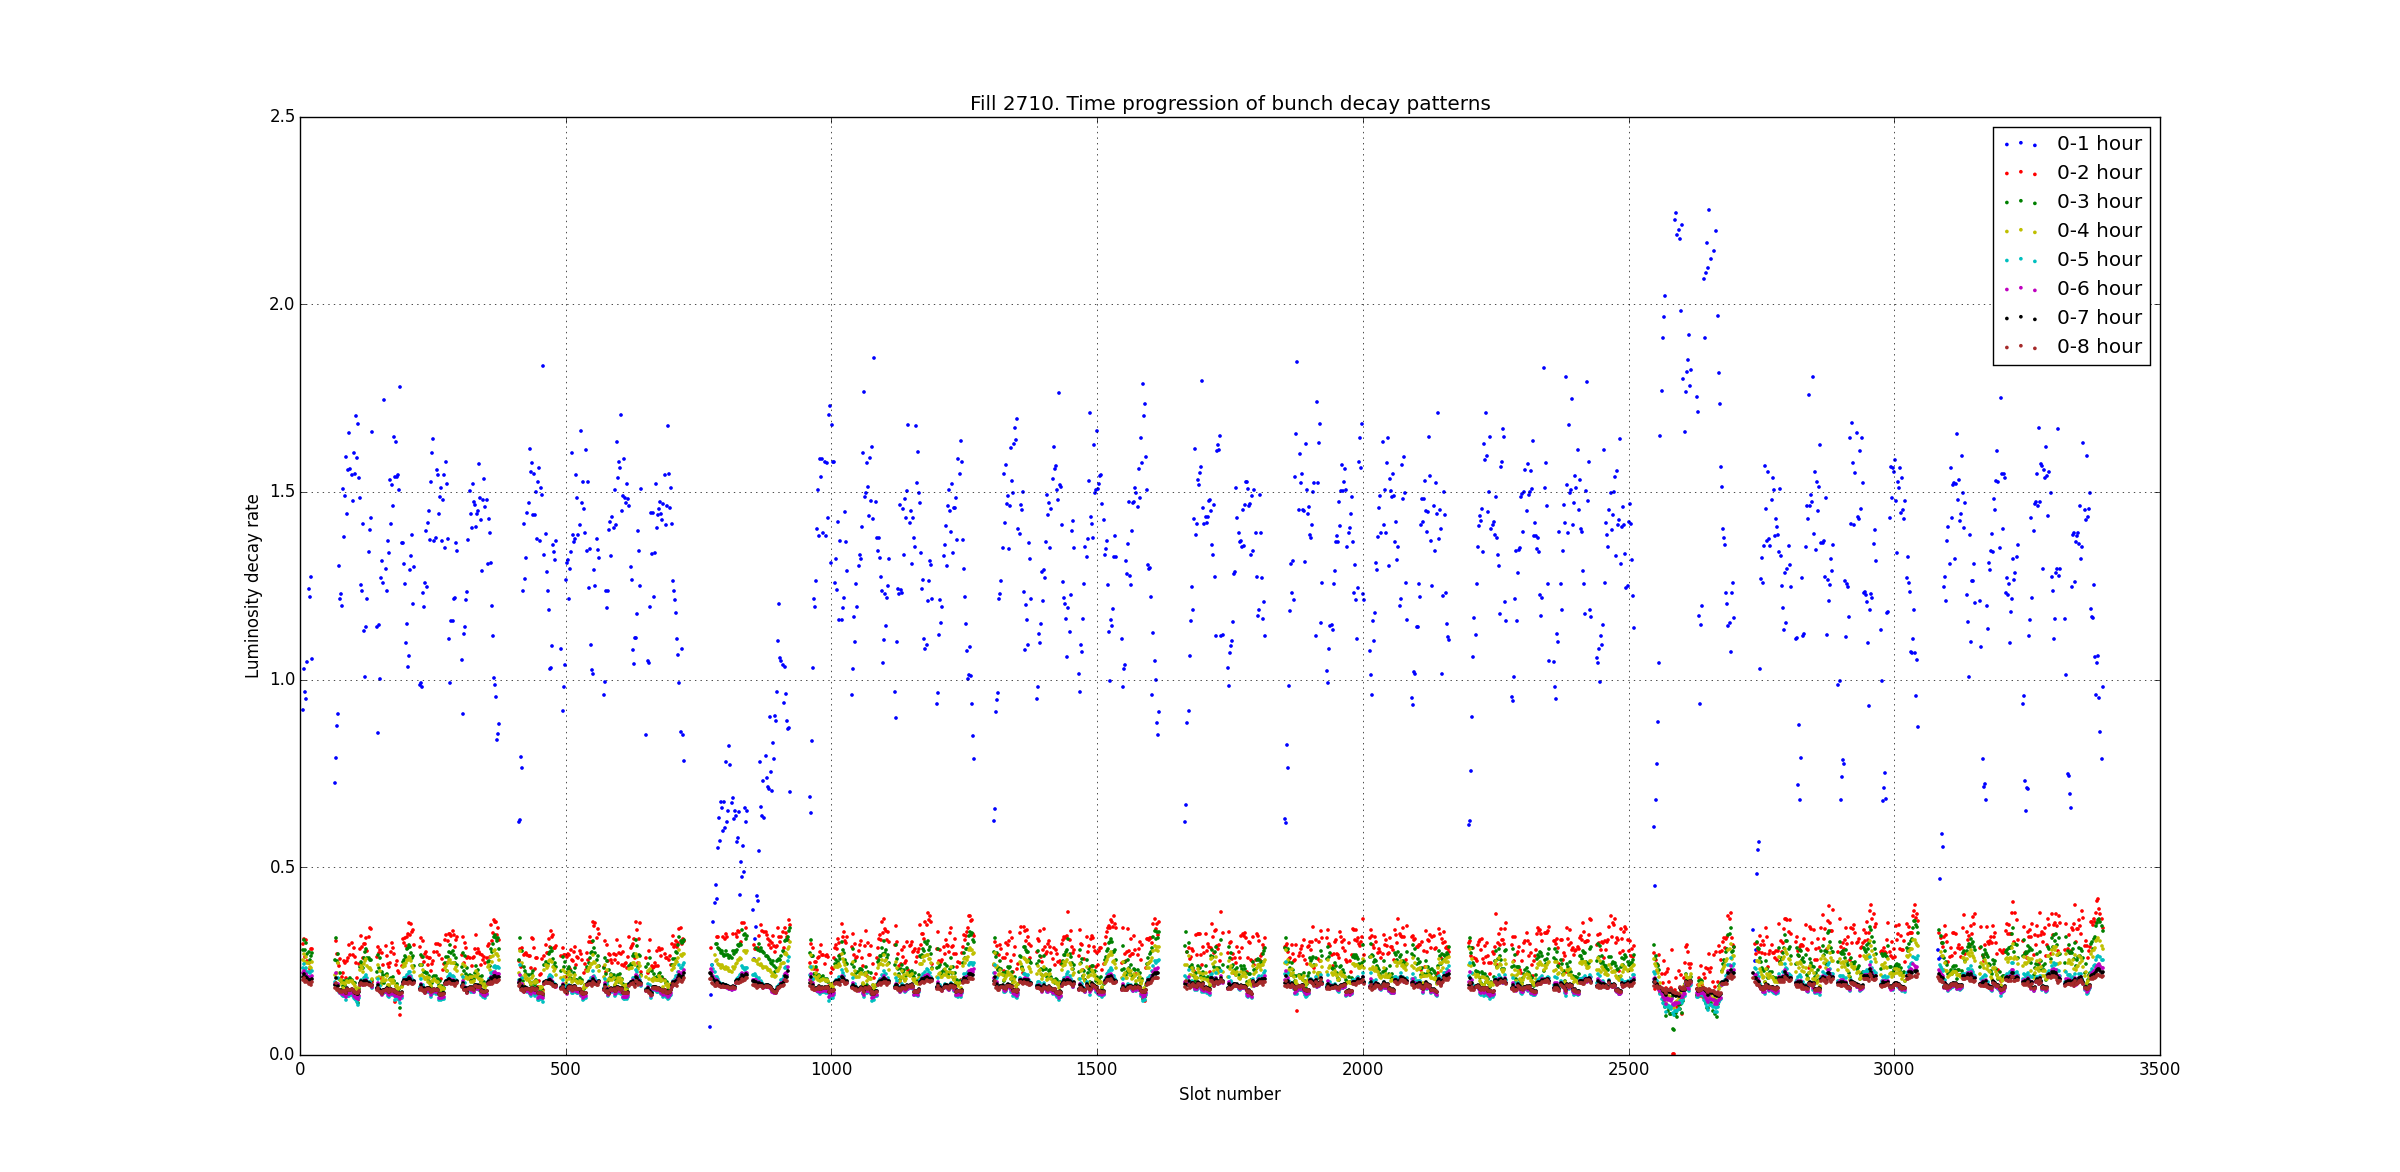 Fill 2710. Time progression of bunch decay patterns
2.5
2.0
1.5
1.0
0.5
0.0
Luminosity decay rate
0-1 hour
0-2 hour
0-3 hour
0-4 hour
0-5 hour
0-6 hour
0-7 hour
0-8 hour
0 500 1000 1500 2000 2500 3000 3500
Slot number